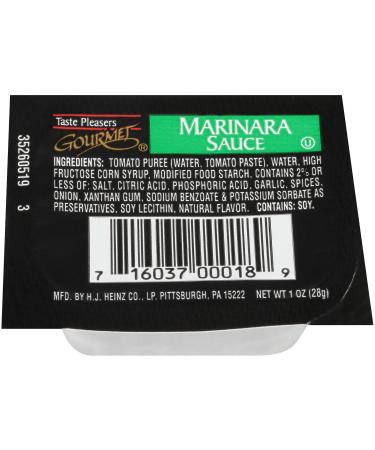 Taste Pleasers
GOURMET®
MARINARA
SAUCE
U
INGREDIENTS: TOMATO PUREE (WATER, TOMATO PASTE), WATER, HIGH
FRUCTOSE CORN SYRUP, MODIFIED FOOD STARCH. CONTAINS 2% OR
LESS OF: SALT, CITRIC ACID, PHOSPHORIC ACID, GARLIC, SPICES,
ONION, XANTHAN GUM, SODIUM BENZOATE & POTASSIUM SORBATE AS
PRESERVATIVES, SOY LECITHIN, NATURAL FLAVOR. CONTAINS: SOY.
7 16037 00018 9
MFD. BY H.J. HEINZ CO., LP. PITTSBURGH, PA 15222 NET WT 1 OZ (28g)
35260519 3